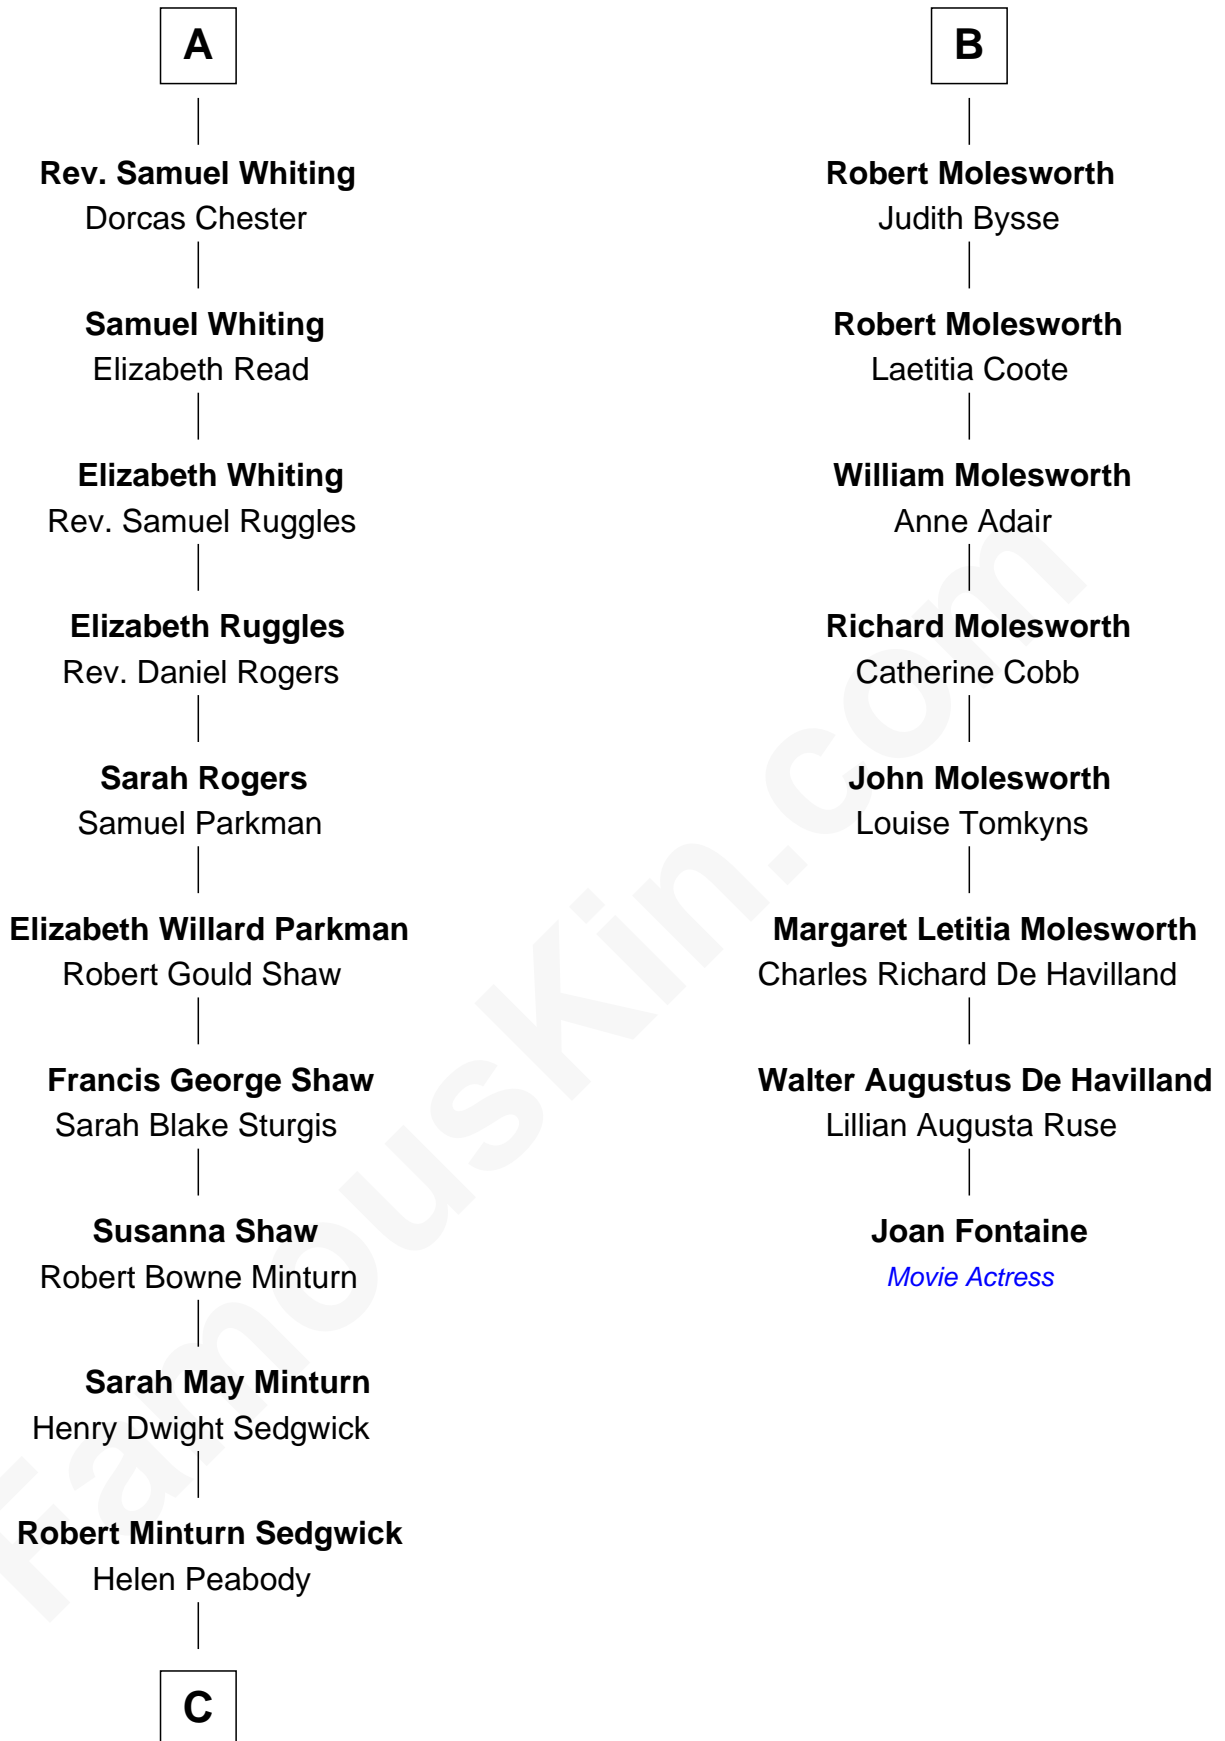 A
Rev. Samuel Whiting
Dorcas Chester
Samuel Whiting
Elizabeth Read
Elizabeth Whiting
Rev. Samuel Ruggles
Elizabeth Ruggles
Rev. Daniel Rogers
Sarah Rogers
Samuel Parkman
Elizabeth Willard Parkman
Robert Gould Shaw
Francis George Shaw
Sarah Blake Sturgis
Susanna Shaw
Robert Bowne Minturn
Sarah May Minturn
Henry Dwight Sedgwick
Robert Minturn Sedgwick
Helen Peabody
C
B
Robert Molesworth
Judith Bysse
Robert Molesworth
Laetitia Coote
William Molesworth
Anne Adair
Richard Molesworth
Catherine Cobb
John Molesworth
Louise Tomkyns
Margaret Letitia Molesworth
Charles Richard De Havilland
Walter Augustus De Havilland
Lillian Augusta Ruse
Joan Fontaine
Movie Actress
FamousKin.com